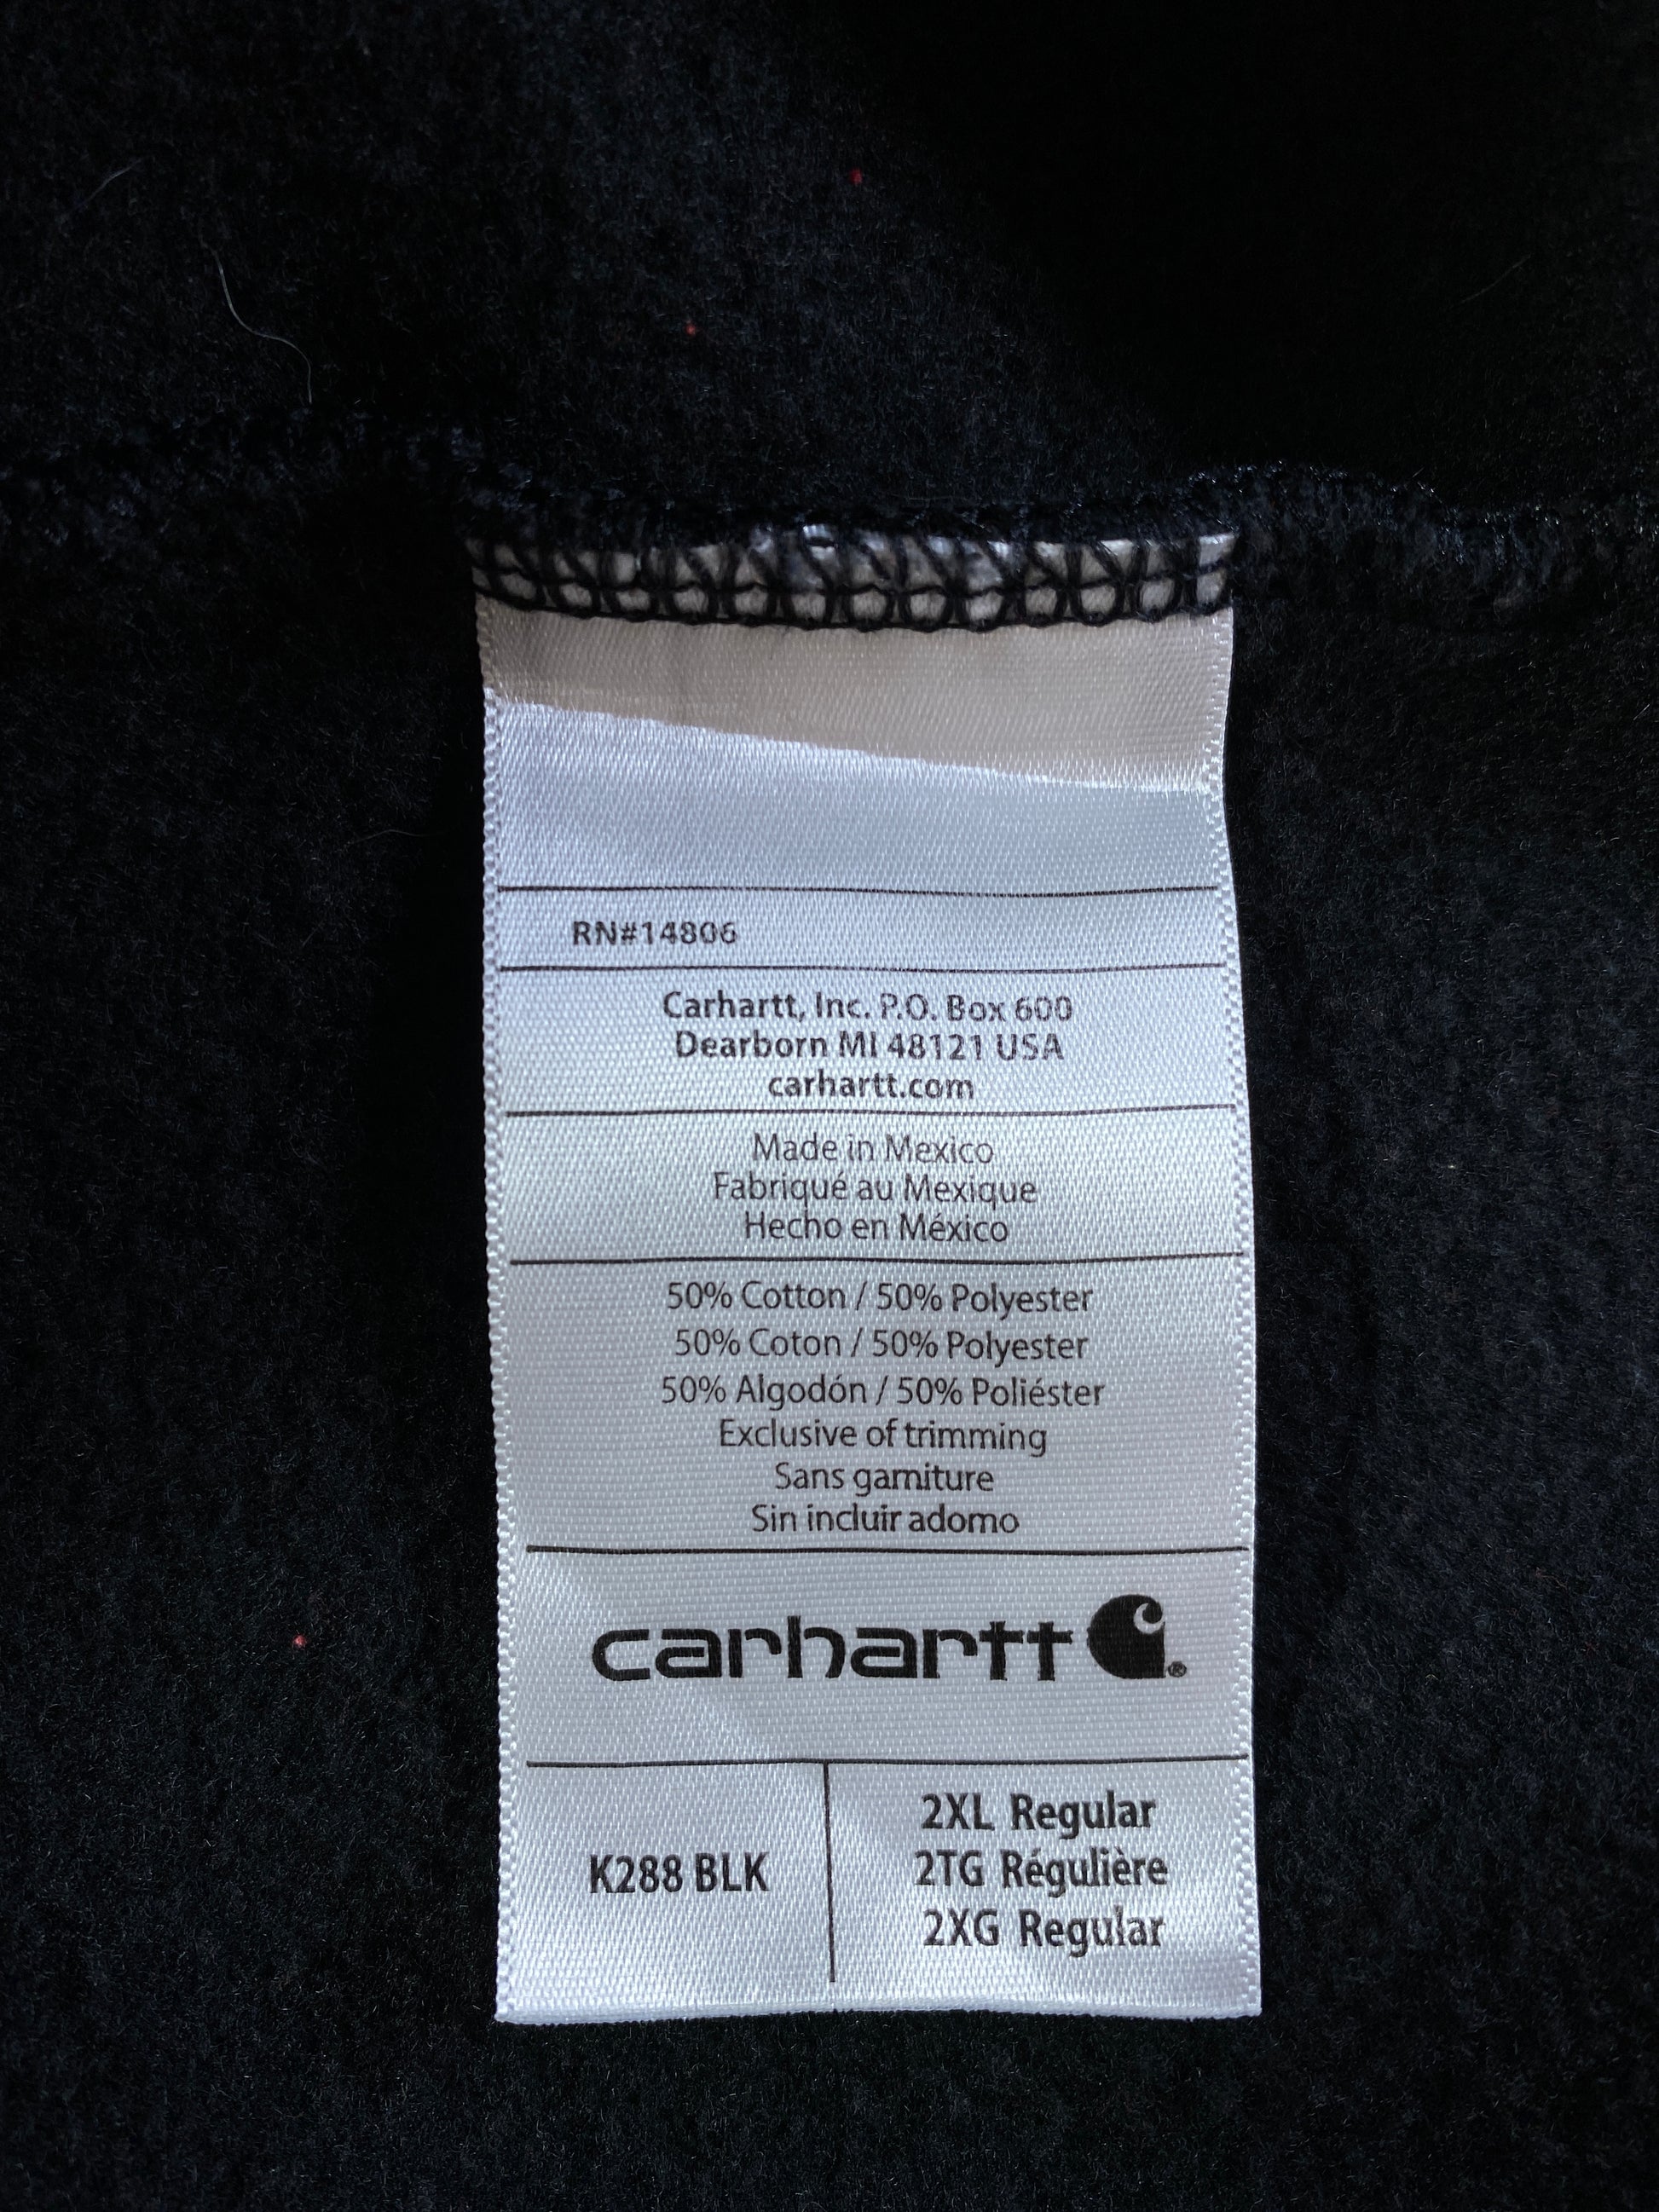 RN#14806
Carhartt, Inc. P.O. Box 600
Dearborn MI 48121 USA
carhartt.com
Made in Mexico
Fabriqué au Mexique
Hecho en México
50% Cotton / 50% Polyester
50% Coton / 50% Polyester
50% Algodón / 50% Poliéster
Exclusive of trimming
Sans garniture
Sin incluir adorno
carhartt ®
K288 BLK
2XL Regular
2TG Régulière
2XG Regular